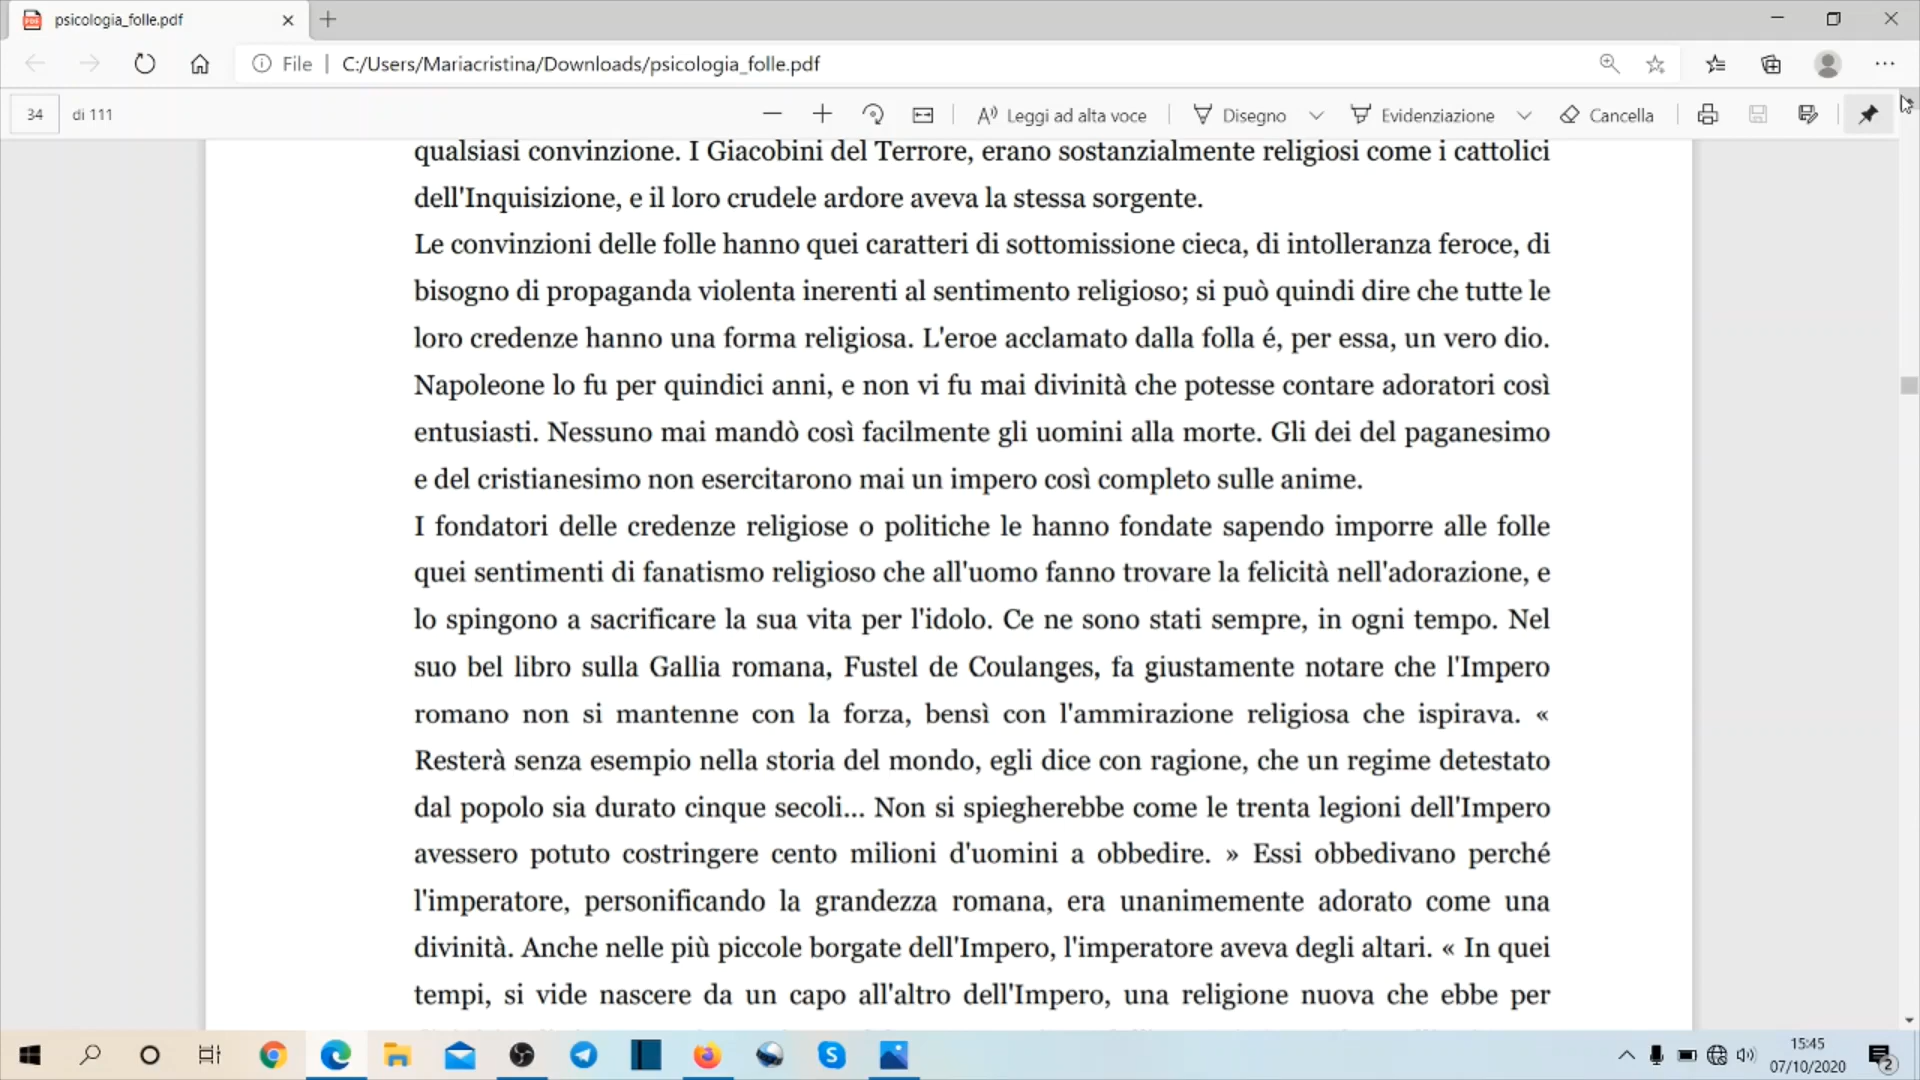 psicologia_folle.pdf
File | C:/Users/Mariacristina/Downloads/psicologia_folle.pdf
34 di 111 Leggi ad alta voce Disegno Evidenziazione Cancella
qualsiasi convinzione. I Giacobini del Terrore, erano sostanzialmente religiosi come i cattolici
dell'Inquisizione, e il loro crudele ardore aveva la stessa sorgente.
Le convinzioni delle folle hanno quei caratteri di sottomissione cieca, di intolleranza feroce, di
bisogno di propaganda violenta inerenti al sentimento religioso; si può quindi dire che tutte le
loro credenze hanno una forma religiosa. L'eroe acclamato dalla folla é, per essa, un vero dio.
Napoleone lo fu per quindici anni, e non vi fu mai divinità che potesse contare adoratori così
entusiasti. Nessuno mai mandò così facilmente gli uomini alla morte. Gli dei del paganesimo
e del cristianesimo non esercitarono mai un impero così completo sulle anime.
I fondatori delle credenze religiose o politiche le hanno fondate sapendo imporre alle folle
quei sentimenti di fanatismo religioso che all'uomo fanno trovare la felicità nell'adorazione, e
lo spingono a sacrificare la sua vita per l'idolo. Ce ne sono stati sempre, in ogni tempo. Nel
suo bel libro sulla Gallia romana, Fustel de Coulanges, fa giustamente notare che l'Impero
romano non si mantenne con la forza, bensì con l'ammirazione religiosa che ispirava. «
Resterà senza esempio nella storia del mondo, egli dice con ragione, che un regime detestato
dal popolo sia durato cinque secoli... Non si spiegherebbe come le trenta legioni dell'Impero
avessero potuto costringere cento milioni d'uomini a obbedire. » Essi obbedivano perché
l'imperatore, personificando la grandezza romana, era unanimemente adorato come una
divinità. Anche nelle più piccole borgate dell'Impero, l'imperatore aveva degli altari. « In quei
tempi, si vide nascere da un capo all'altro dell'Impero, una religione nuova che ebbe per
15:45
07/10/2020
2